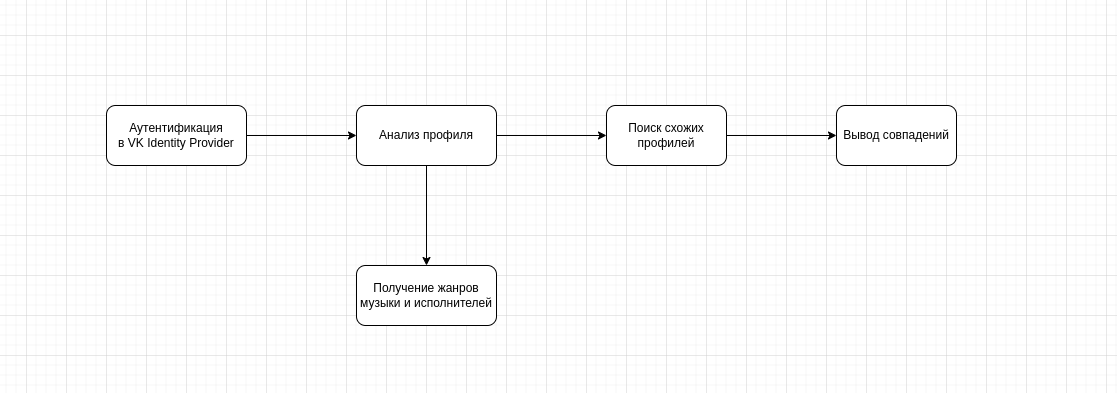 Аутентификация
в VK Identity Provider
Анализ профиля
Поиск схожих
профилей
Вывод совпадений
Получение жанров
музыки и исполнителей